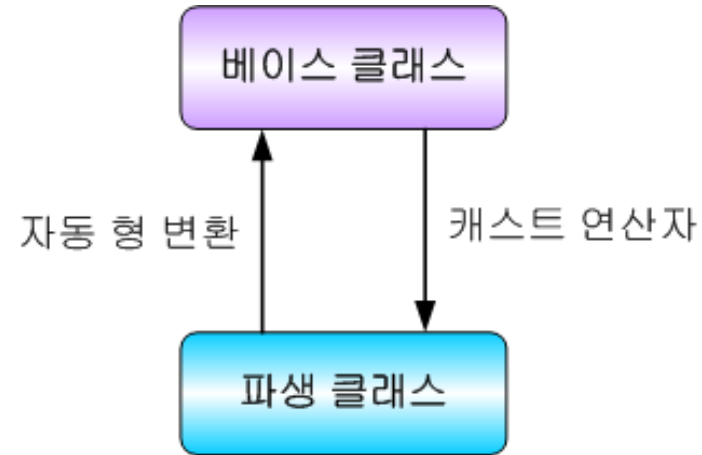 베이스 클래스
자동 형 변환
캐스트 연산자
파생 클래스